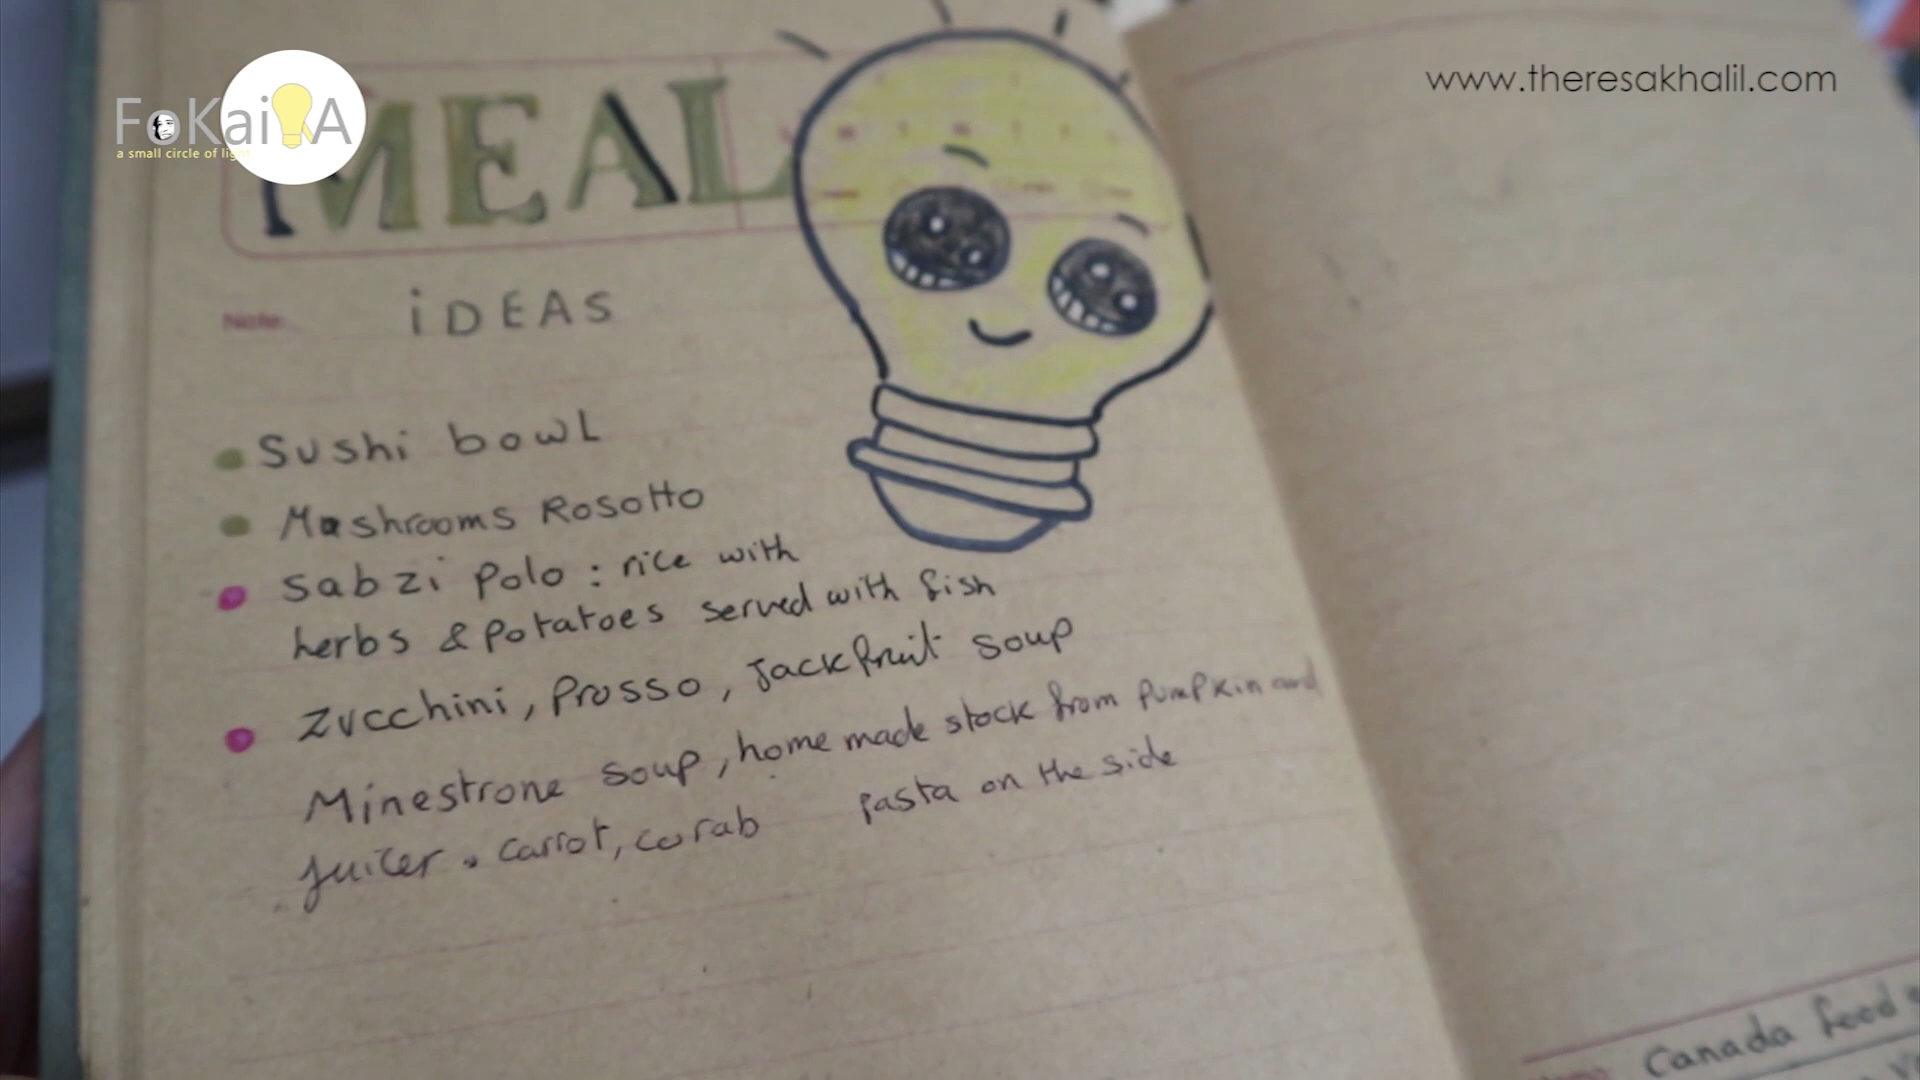 FoKaiA
a small circle of light
www.theresakhalil.com
MEAL
Note:
iDEAS
Sushi bowL
Mashrooms Rosotto
Sabzi Polo : rice with
herbs & potatoes served with fish
Zucchini, Prosso, Jackfruit soup
Minestrone soup, home made stock from pumpkin and
juicer. carrot, corab pasta on the side
Canada feed